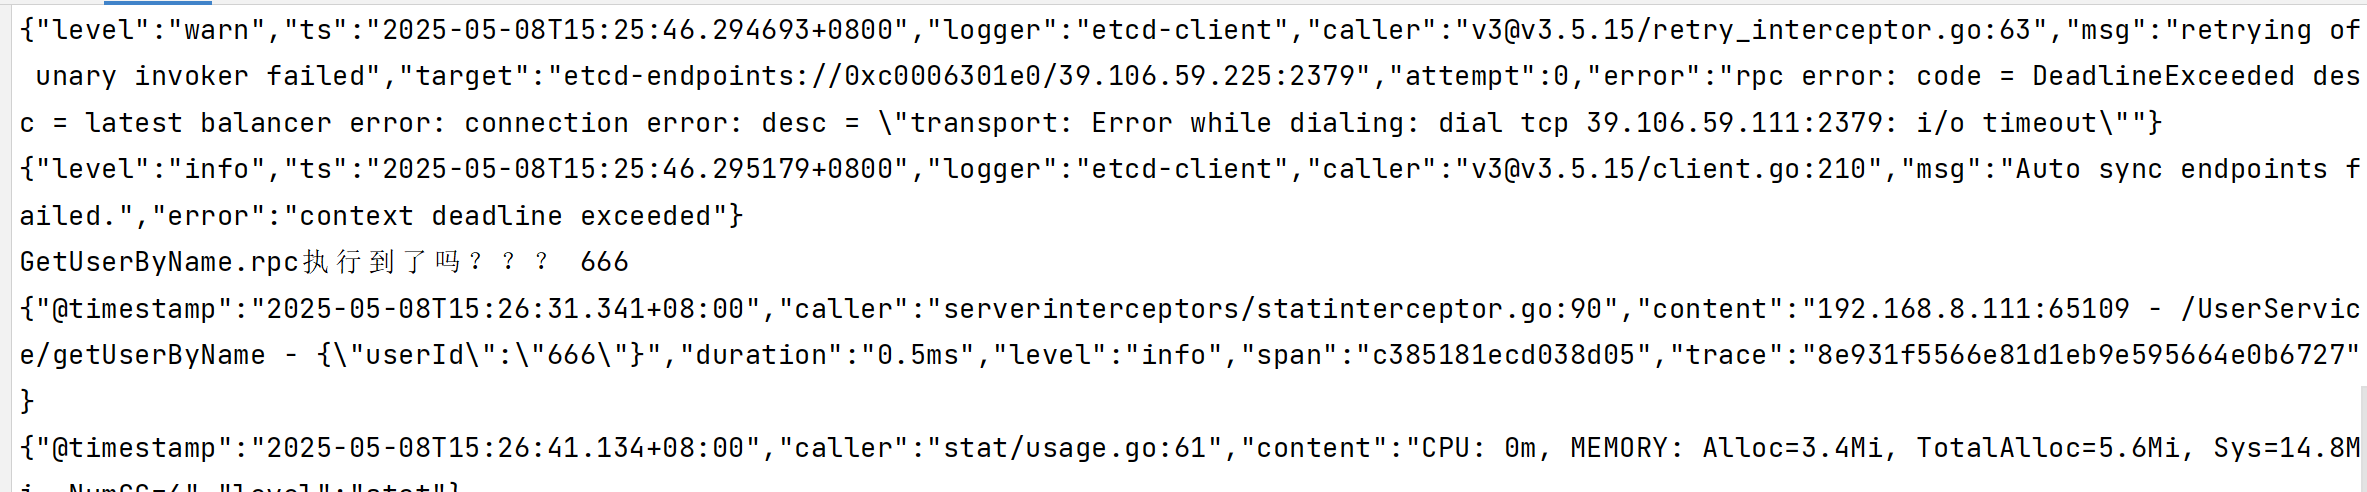 {"level":"warn","ts":"2025-05-08T15:25:46.294693+0800","logger":"etcd-client","caller":"v3@v3.5.15/retry_interceptor.go:63","msg":"retrying of
 unary invoker failed","target":"etcd-endpoints://0xc0006301e0/39.106.59.225:2379","attempt":0,"error":"rpc error: code = DeadlineExceeded des
c = latest balancer error: connection error: desc = \"transport: Error while dialing: dial tcp 39.106.59.111:2379: i/o timeout\""}
{"level":"info","ts":"2025-05-08T15:25:46.295179+0800","logger":"etcd-client","caller":"v3@v3.5.15/client.go:210","msg":"Auto sync endpoints f
ailed.","error":"context deadline exceeded"}
GetUserByName.rpc执行到了吗？？？ 666
{"@timestamp":"2025-05-08T15:26:31.341+08:00","caller":"serverinterceptors/statinterceptor.go:90","content":"192.168.8.111:65109 - /UserServic
e/getUserByName - {\"userId\":\"666\"}","duration":"0.5ms","level":"info","span":"c385181ecd038d05","trace":"8e931f5566e81d1eb9e595664e0b6727"
}
{"@timestamp":"2025-05-08T15:26:41.134+08:00","caller":"stat/usage.go:61","content":"CPU: 0m, MEMORY: Alloc=3.4Mi, TotalAlloc=5.6Mi, Sys=14.8M